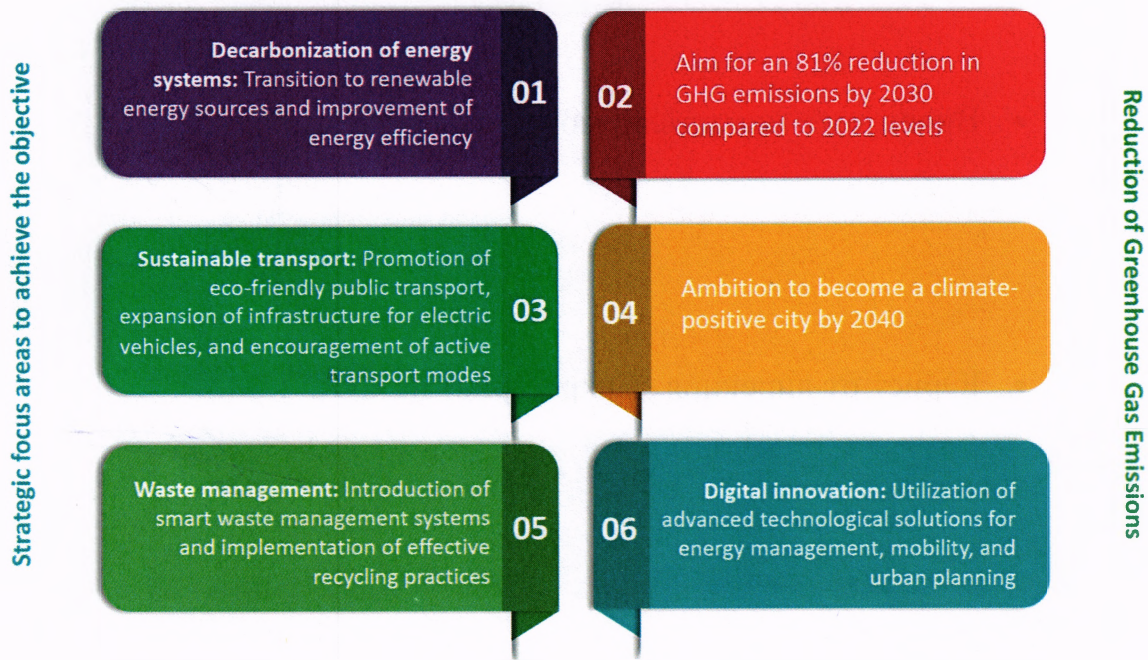 Strategic focus areas to achieve the objective
Decarbonization of energy
systems: Transition to renewable
energy sources and improvement of
energy efficiency
01
02
Aim for an 81% reduction in
GHG emissions by 2030
compared to 2022 levels
Sustainable transport: Promotion of
eco-friendly public transport,
expansion of infrastructure for electric
vehicles, and encouragement of active
transport modes
03
04
Ambition to become a climate-
positive city by 2040
Waste management: Introduction of
smart waste management systems
and implementation of effective
recycling practices
05
06
Digital innovation: Utilization of
advanced technological solutions for
energy management, mobility, and
urban planning
Reduction of Greenhouse Gas Emissions